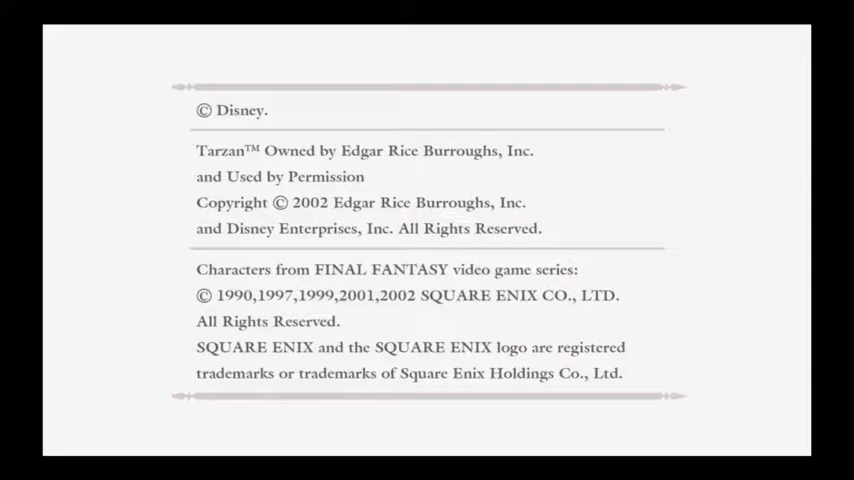 © Disney.
Tarzan™ Owned by Edgar Rice Burroughs, Inc.
and Used by Permission
Copyright © 2002 Edgar Rice Burroughs, Inc.
and Disney Enterprises, Inc. All Rights Reserved.
Characters from FINAL FANTASY video game series:
© 1990,1997,1999,2001,2002 SQUARE ENIX CO., LTD.
All Rights Reserved.
SQUARE ENIX and the SQUARE ENIX logo are registered
trademarks or trademarks of Square Enix Holdings Co., Ltd.